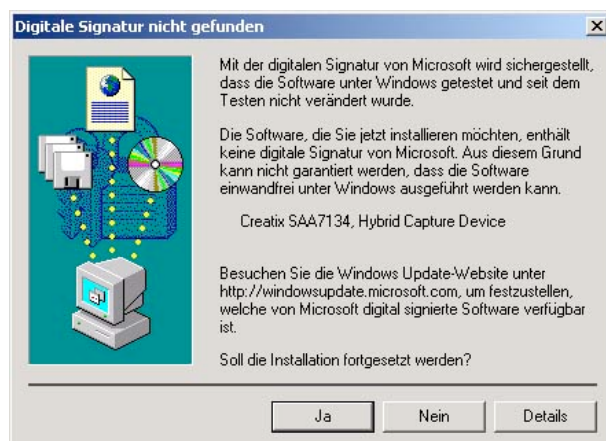 Digitale Signatur nicht gefunden
Mit der digitalen Signatur von Microsoft wird sichergestellt,
dass die Software unter Windows getestet und seit dem
Testen nicht verändert wurde.
Die Software, die Sie jetzt installieren möchten, enthält
keine digitale Signatur von Microsoft. Aus diesem Grund
kann nicht garantiert werden, dass die Software
einwandfrei unter Windows ausgeführt werden kann.
Creatix SAA7134, Hybrid Capture Device
Besuchen Sie die Windows Update-Website unter
http://windowsupdate.microsoft.com, um festzustellen,
welche von Microsoft digital signierte Software verfügbar
ist.
Soll die Installation fortgesetzt werden?
Ja
Nein
Details